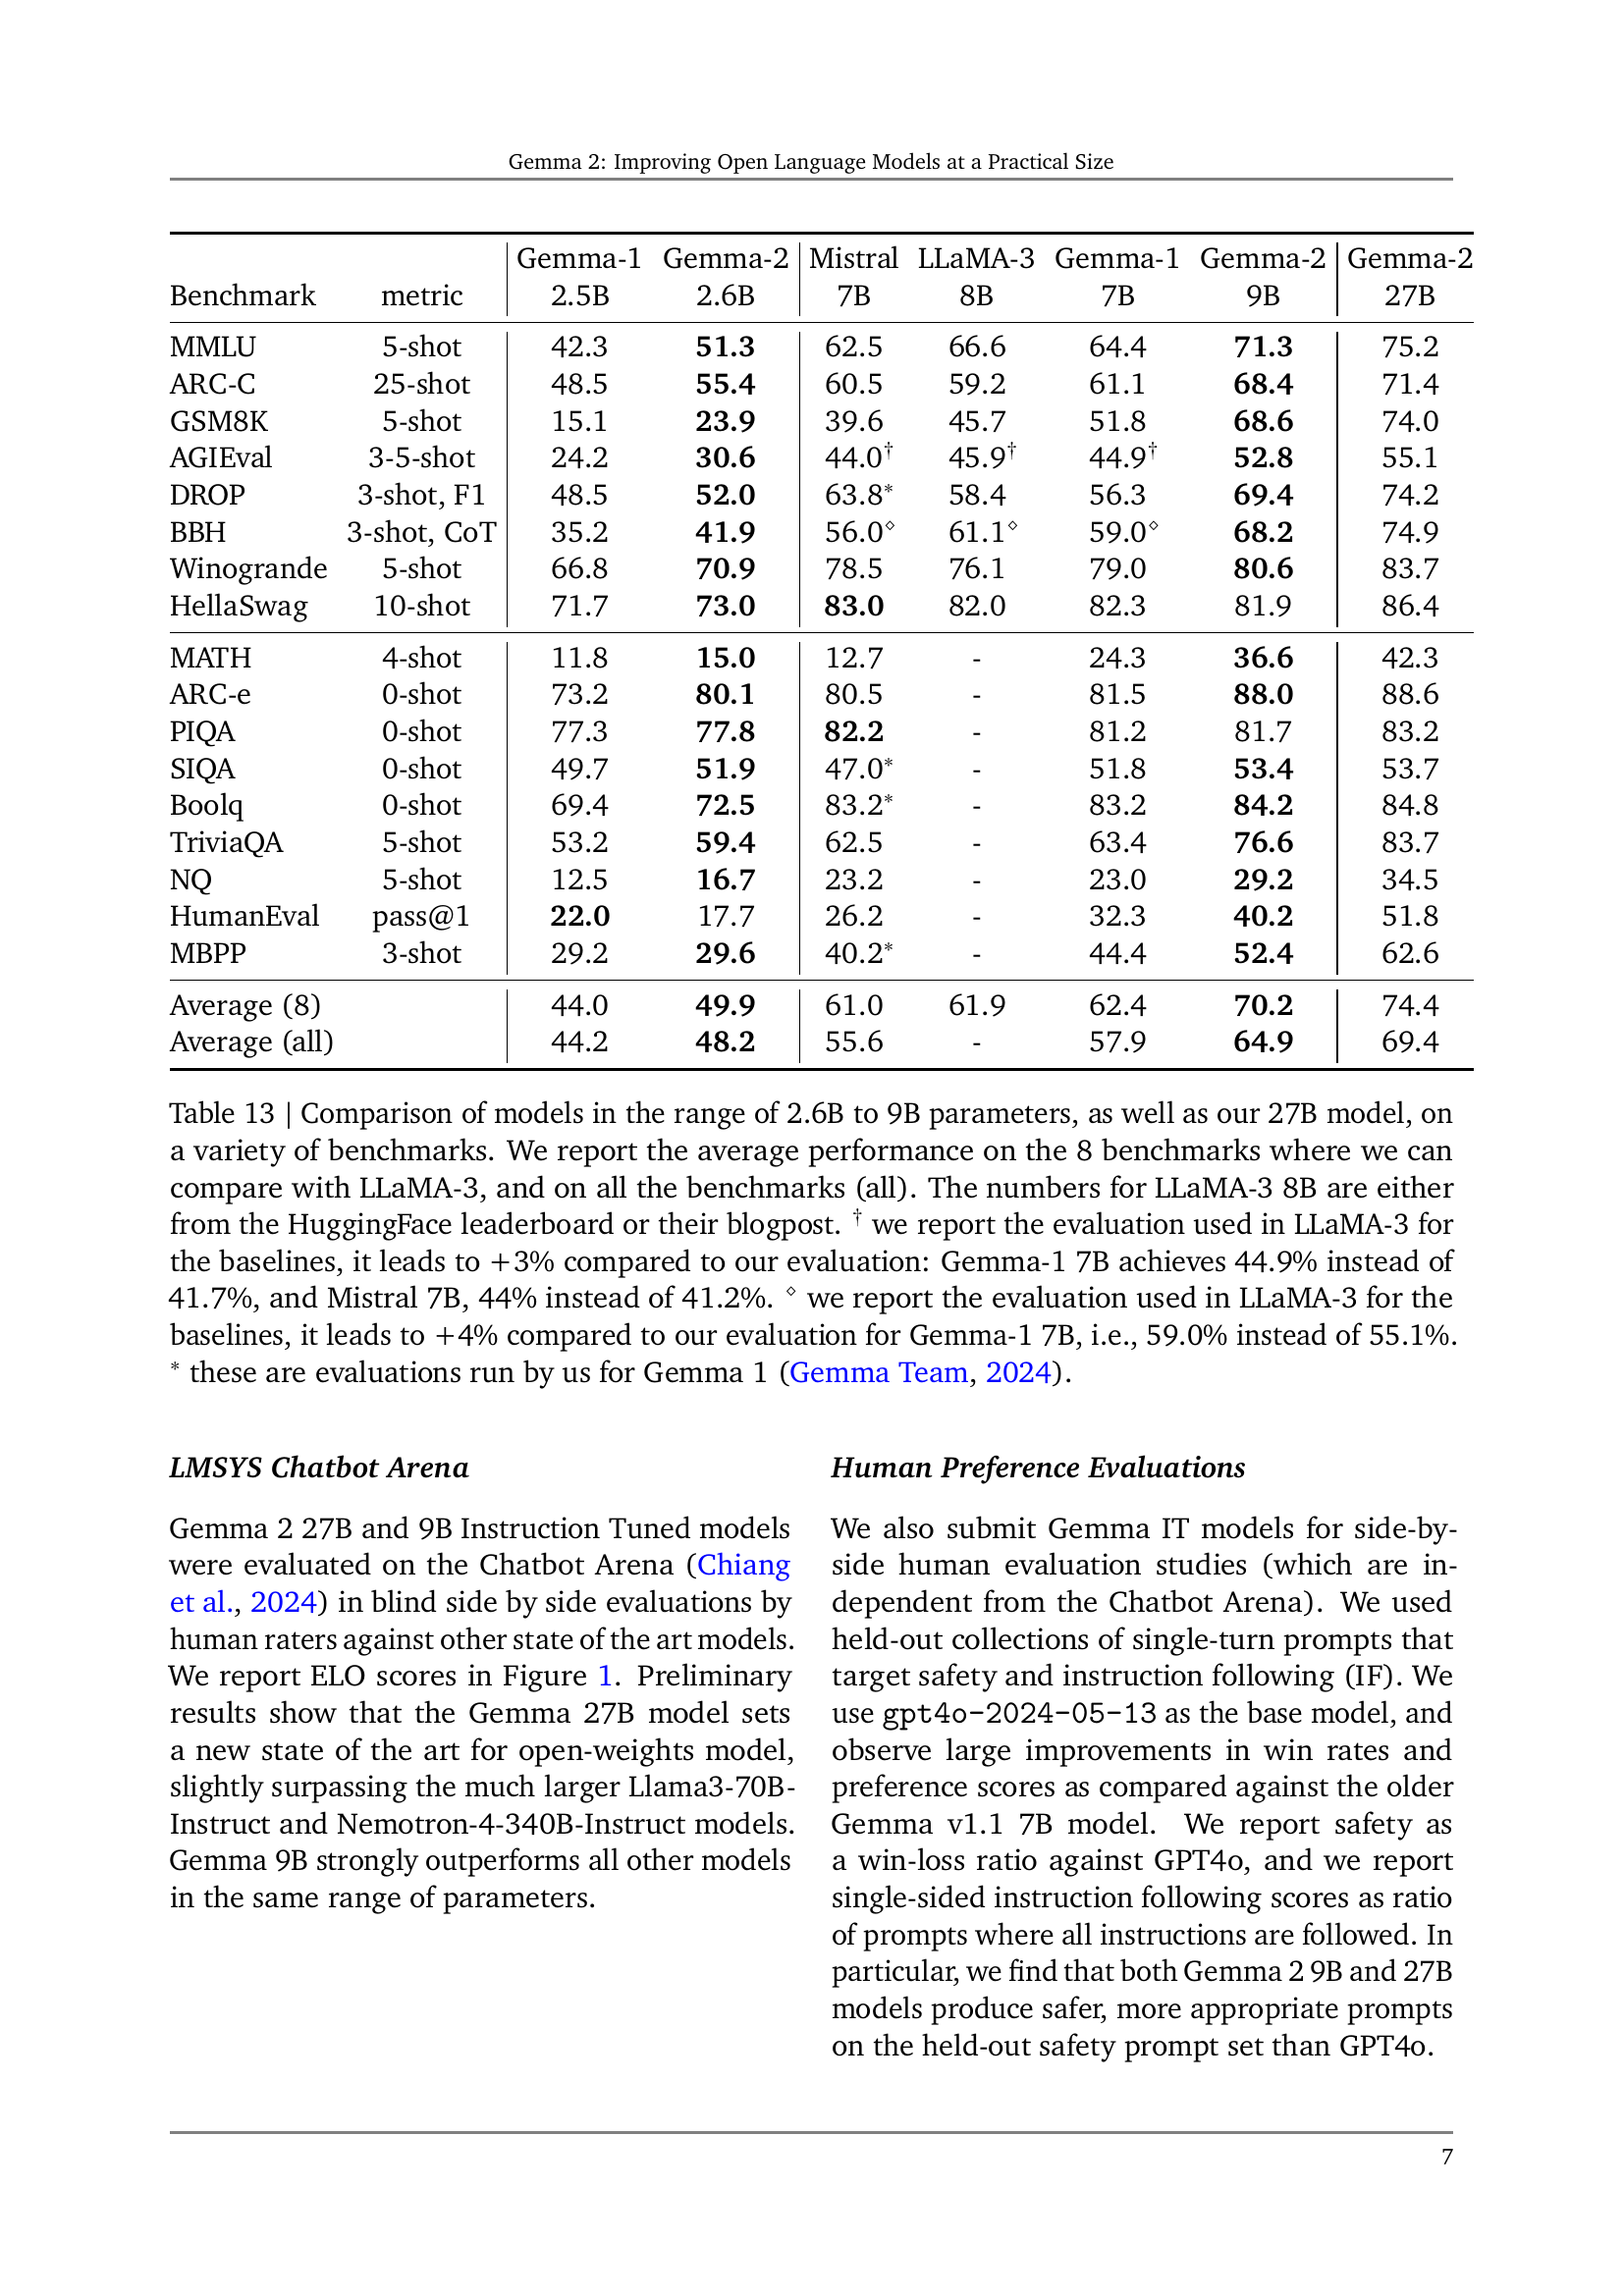 Gemma 2: Improving Open Language Models at a Practical Size
Gemma-1 Gemma-2 Mistral LLaMA-3 Gemma-1 Gemma-2 Gemma-2
Benchmark metric 2.5B 2.6B 7B 8B 7B 9B 27B
MMLU 5-shot 42.3 51.3 62.5 66.6 64.4 71.3 75.2
ARC-C 25-shot 48.5 55.4 60.5 59.2 61.1 68.4 71.4
GSM8K 5-shot 15.1 23.9 39.6 45.7 51.8 68.6 74.0
AGIEval 3-5-shot 24.2 30.6 44.0† 45.9† 44.9† 52.8 55.1
DROP 3-shot, F1 48.5 52.0 63.8* 58.4 56.3 69.4 74.2
BBH 3-shot, CoT 35.2 41.9 56.0⋄ 61.1⋄ 59.0⋄ 68.2 74.9
Winogrande 5-shot 66.8 70.9 78.5 76.1 79.0 80.6 83.7
HellaSwag 10-shot 71.7 73.0 83.0 82.0 82.3 81.9 86.4
MATH 4-shot 11.8 15.0 12.7 - 24.3 36.6 42.3
ARC-e 0-shot 73.2 80.1 80.5 - 81.5 88.0 88.6
PIQA 0-shot 77.3 77.8 82.2 - 81.2 81.7 83.2
SIQA 0-shot 49.7 51.9 47.0* - 51.8 53.4 53.7
Boolq 0-shot 69.4 72.5 83.2* - 83.2 84.2 84.8
TriviaQA 5-shot 53.2 59.4 62.5 - 63.4 76.6 83.7
NQ 5-shot 12.5 16.7 23.2 - 23.0 29.2 34.5
HumanEval pass@1 22.0 17.7 26.2 - 32.3 40.2 51.8
MBPP 3-shot 29.2 29.6 40.2* - 44.4 52.4 62.6
Average (8) 44.0 49.9 61.0 61.9 62.4 70.2 74.4
Average (all) 44.2 48.2 55.6 - 57.9 64.9 69.4
Table 13 | Comparison of models in the range of 2.6B to 9B parameters, as well as our 27B model, on
a variety of benchmarks. We report the average performance on the 8 benchmarks where we can
compare with LLaMA-3, and on all the benchmarks (all). The numbers for LLaMA-3 8B are either
from the HuggingFace leaderboard or their blogpost. † we report the evaluation used in LLaMA-3 for
the baselines, it leads to +3% compared to our evaluation: Gemma-1 7B achieves 44.9% instead of
41.7%, and Mistral 7B, 44% instead of 41.2%. ⋄ we report the evaluation used in LLaMA-3 for the
baselines, it leads to +4% compared to our evaluation for Gemma-1 7B, i.e., 59.0% instead of 55.1%.
* these are evaluations run by us for Gemma 1 (Gemma Team, 2024).
LMSYS Chatbot Arena
Gemma 2 27B and 9B Instruction Tuned models
were evaluated on the Chatbot Arena (Chiang
et al., 2024) in blind side by side evaluations by
human raters against other state of the art models.
We report ELO scores in Figure 1. Preliminary
results show that the Gemma 27B model sets
a new state of the art for open-weights model,
slightly surpassing the much larger Llama3-70B-
Instruct and Nemotron-4-340B-Instruct models.
Gemma 9B strongly outperforms all other models
in the same range of parameters.
Human Preference Evaluations
We also submit Gemma IT models for side-by-
side human evaluation studies (which are in-
dependent from the Chatbot Arena). We used
held-out collections of single-turn prompts that
target safety and instruction following (IF). We
use gpt4o-2024-05-13 as the base model, and
observe large improvements in win rates and
preference scores as compared against the older
Gemma v1.1 7B model. We report safety as
a win-loss ratio against GPT4o, and we report
single-sided instruction following scores as ratio
of prompts where all instructions are followed. In
particular, we find that both Gemma 2 9B and 27B
models produce safer, more appropriate prompts
on the held-out safety prompt set than GPT4o.
7